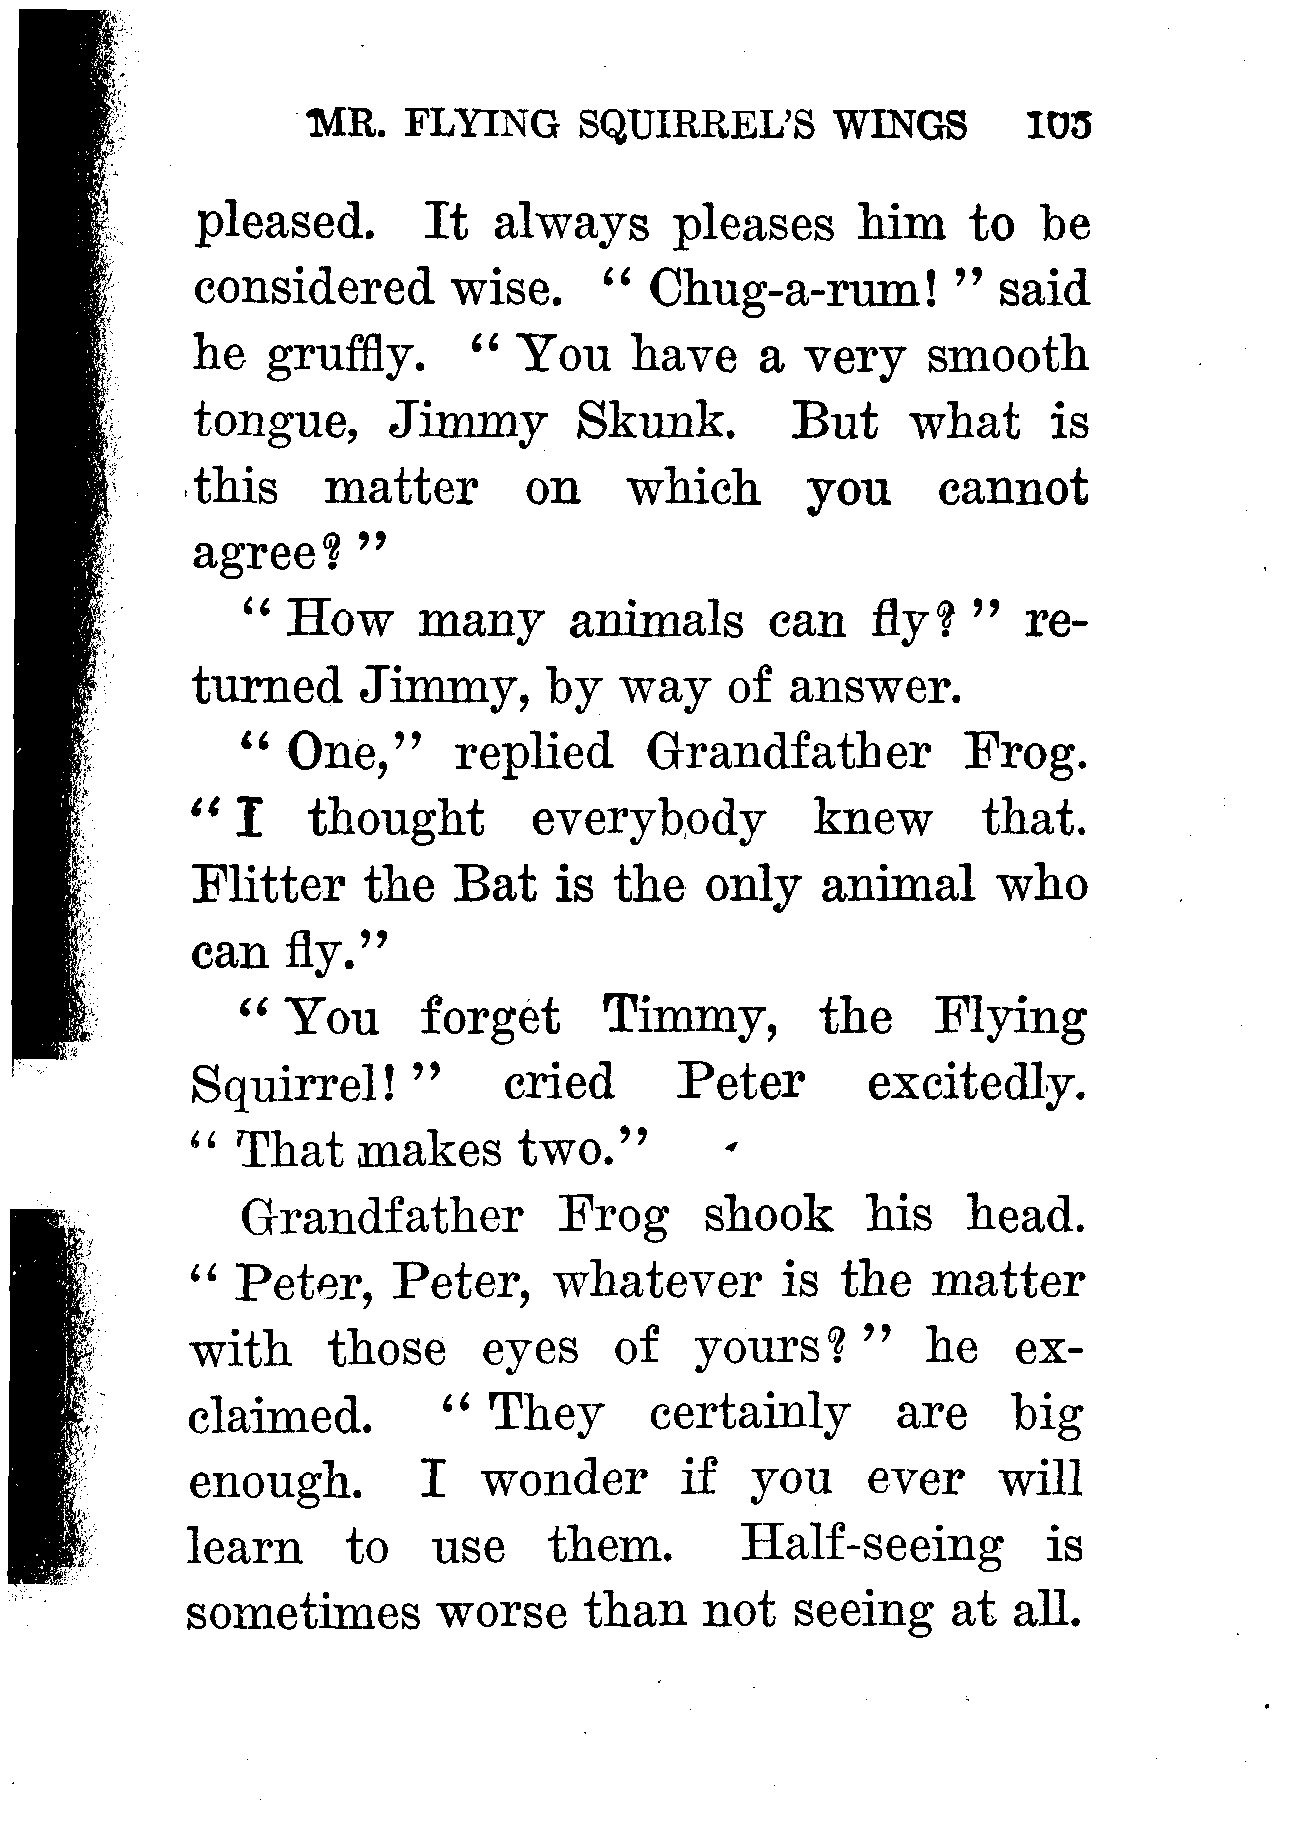 MR. FLYING SQUIRREL'S WINGS 105
pleased. It always pleases him to be
considered wise. “ Chug-a-rum! ” said
he gruffly. “ You have a very smooth
tongue, Jimmy Skunk. But what is
this matter on which you cannot
agree? ”
“ How many animals can fly? ” re-
turned Jimmy, by way of answer.
“ One,” replied Grandfather Frog.
“ I thought everybody knew that.
Flitter the Bat is the only animal who
can fly.”
“ You forget Timmy, the Flying
Squirrel! ” cried Peter excitedly.
“ That makes two.”
Grandfather Frog shook his head.
“ Peter, Peter, whatever is the matter
with those eyes of yours? ” he ex-
claimed. “ They certainly are big
enough. I wonder if you ever will
learn to use them. Half-seeing is
sometimes worse than not seeing at all.